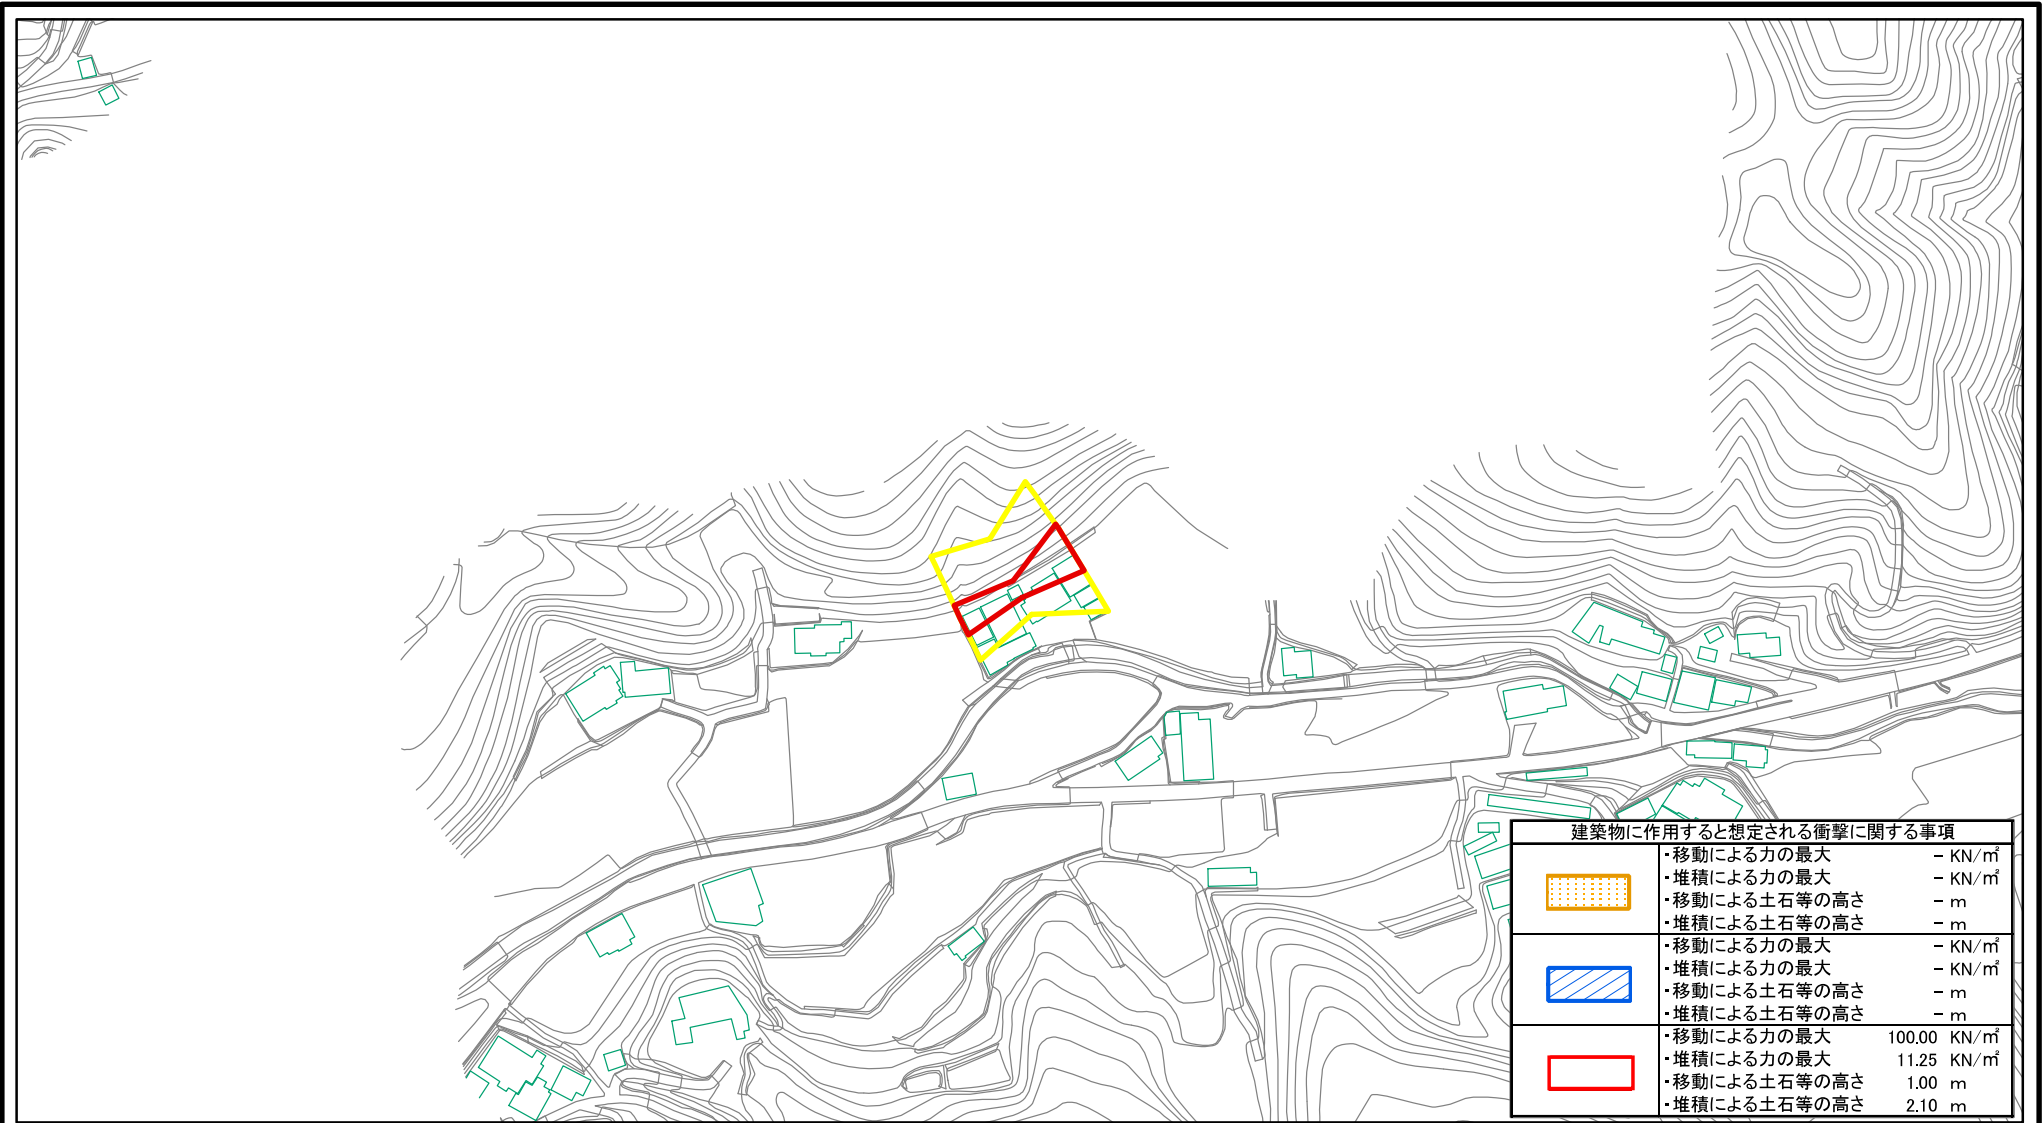 建築物に作用すると想定される衝撃に関する事項
・移動による力の最大 － KN/㎡
・堆積による力の最大 － KN/㎡
・移動による土石等の高さ － m
・堆積による土石等の高さ － m
・移動による力の最大 － KN/㎡
・堆積による力の最大 － KN/㎡
・移動による土石等の高さ － m
・堆積による土石等の高さ － m
・移動による力の最大 100.00 KN/㎡
・堆積による力の最大 11.25 KN/㎡
・移動による土石等の高さ 1.00 m
・堆積による土石等の高さ 2.10 m